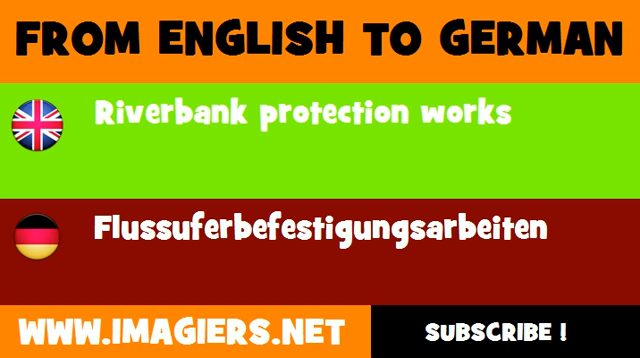 FROM ENGLISH TO GERMAN
Riverbank protection works
Flussuferbefestigungsarbeiten
WWW.IMAGIERS.NET
SUBSCRIBE !